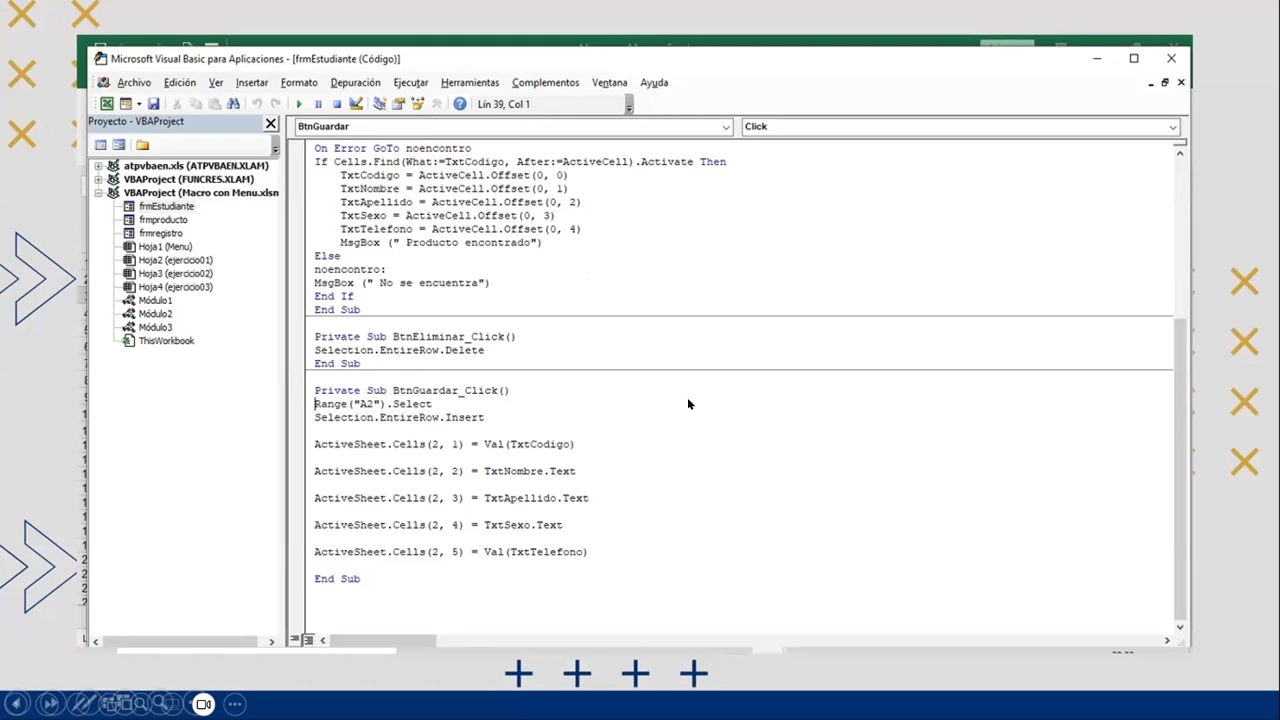 Microsoft Visual Basic para Aplicaciones - [frmEstudiante (Código)]
Archivo Edición Ver Insertar Formato Depuración Ejecutar Herramientas Complementos Ventana Ayuda
Lín 39, Col 1
Proyecto - VBAProject
atpvbaen.xls (ATPVBAEN.XLAM)
VBAProject (FUNCRES.XLAM)
VBAProject (Macro con Menu.xlsm
frmEstudiante
frmproducto
frmregistro
Hoja1 (Menu)
Hoja2 (ejercicio01)
Hoja3 (ejercicio02)
Hoja4 (ejercicio03)
Módulo1
Módulo2
Módulo3
ThisWorkbook
BtnGuardar
Click
On Error GoTo noencontro
If Cells.Find(What:=TxtCodigo, After:=ActiveCell).Activate Then
TxtCodigo = ActiveCell.Offset(0, 0)
TxtNombre = ActiveCell.Offset(0, 1)
TxtApellido = ActiveCell.Offset(0, 2)
TxtSexo = ActiveCell.Offset(0, 3)
TxtTelefono = ActiveCell.Offset(0, 4)
MsgBox (" Producto encontrado")
Else
noencontro:
MsgBox (" No se encuentra")
End If
End Sub
Private Sub BtnEliminar_Click()
Selection.EntireRow.Delete
End Sub
Private Sub BtnGuardar_Click()
Range("A2").Select
Selection.EntireRow.Insert
ActiveSheet.Cells(2, 1) = Val(TxtCodigo)
ActiveSheet.Cells(2, 2) = TxtNombre.Text
ActiveSheet.Cells(2, 3) = TxtApellido.Text
ActiveSheet.Cells(2, 4) = TxtSexo.Text
ActiveSheet.Cells(2, 5) = Val(TxtTelefono)
End Sub